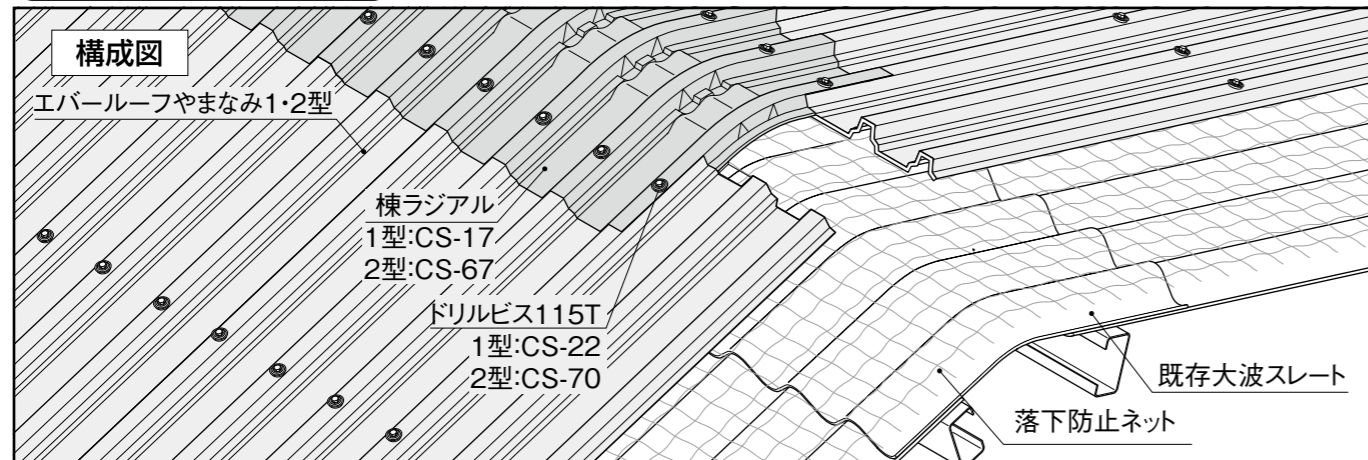 構成図
エバールーフやまなみ1・2型
棟ラジアル
1型:CS-17
2型:CS-67
ドリルビス115T
1型:CS-22
2型:CS-70
既存大波スレート
落下防止ネット